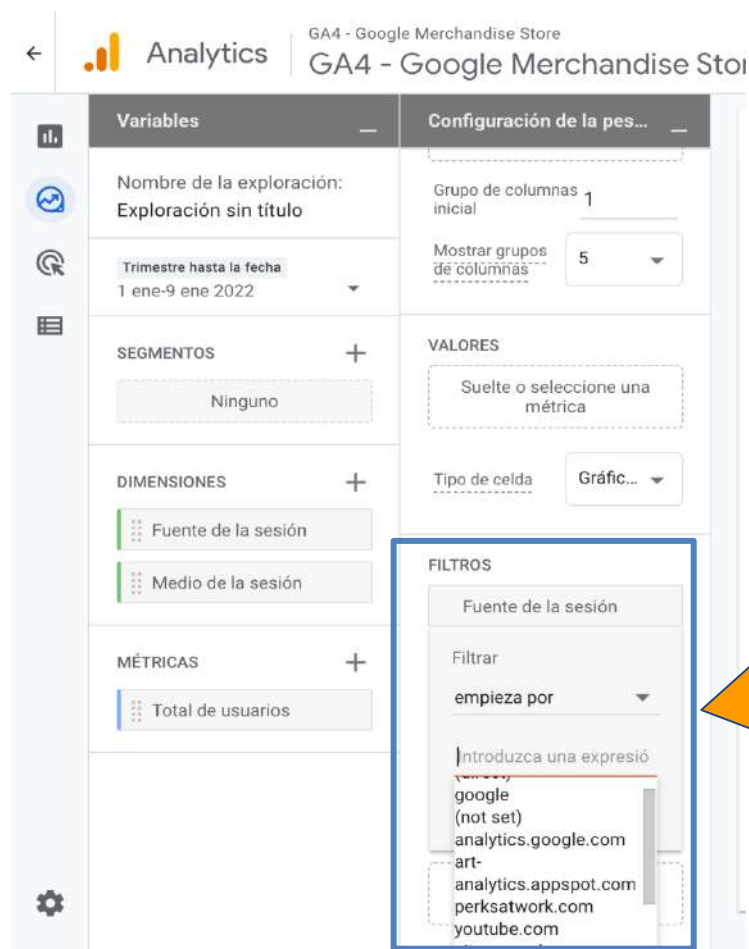 GA4 - Google Merchandise Store
Analytics
GA4 - Google Merchandise Stor
Variables
Nombre de la exploración:
Exploración sin título
Trimestre hasta la fecha
1 ene-9 ene 2022
SEGMENTOS
Ninguno
DIMENSIONES
Fuente de la sesión
Medio de la sesión
MÉTRICAS
Total de usuarios
Configuración de la pes...
Grupo de columnas
inicial
1
Mostrar grupos
de columnas
5
VALORES
Suelte o seleccione una
métrica
Tipo de celda
Gráfic...
FILTROS
Fuente de la sesión
Filtrar
empieza por
Introduzca una expresió
(direct)
google
(not set)
analytics.google.com
art-
analytics.appspot.com
perksatwork.com
youtube.com